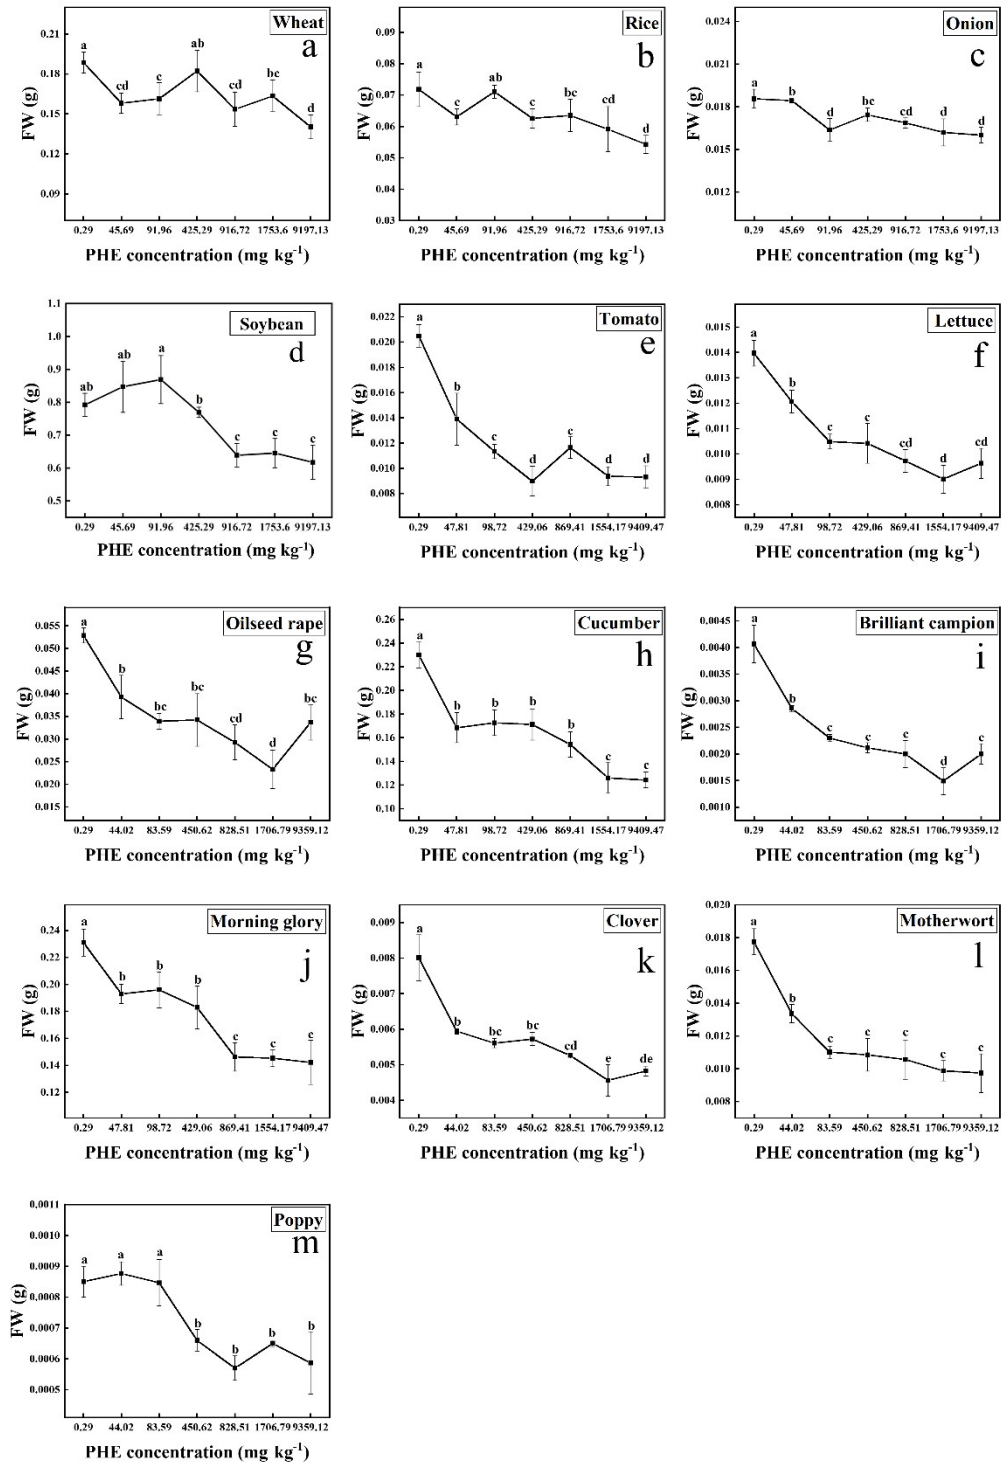 Wheat
a
FW (g)
0.21
0.18
0.15
0.09
a
cd
c
ab
cd
bc
d
0.29 45,69 91,96 425,29 916,72 1753,6 9197,13
PHE concentration (mg kg-1)
Rice
b
FW (g)
0.09
0.08
0.07
0.06
0.05
0.04
0.03
a
c
ab
c
c
cd
d
0.29 45,69 91,96 425,29 916,72 1753,6 9197,13
PHE concentration (mg kg-1)
Onion
c
FW (g)
0.024
0.021
0.018
0.015
0.012
a
b
d
bc
cd
d
d
0.29 45,69 91,96 425,29 916,72 1753,6 9197,13
PHE concentration (mg kg-1)
Soybean
d
FW (g)
1.1
1.0
0.9
0.8
0.7
0.6
0.5
ab
ab
a
b
c
c
c
0.29 45,69 91,96 425,29 916,72 1753,6 9197,13
PHE concentration (mg kg-1)
Tomato
e
FW (g)
0.022
0.020
0.018
0.016
0.014
0.012
0.010
0.008
a
b
c
d
c
d
d
0.29 47,81 98,72 429,06 869,41 1554,17 9409,47
PHE concentration (mg kg-1)
Lettuce
f
FW (g)
0.015
0.014
0.013
0.012
0.011
0.010
0.009
0.008
a
b
c
c
cd
d
cd
0.29 47,81 98,72 429,06 869,41 1554,17 9409,47
PHE concentration (mg kg-1)
Oilseed rape
g
FW (g)
0.055
0.050
0.045
0.040
0.035
0.030
0.025
0.020
0.015
a
b
bc
bc
cd
d
bc
0.29 44.02 83,59 450,62 828,51 1706,79 9359,12
PHE concentration (mg kg-1)
Cucumber
h
FW (g)
0.26
0.24
0.22
0.20
0.18
0.16
0.14
0.12
0.10
a
b
b
b
b
c
c
0.29 47,81 98,72 429,06 869,41 1554,17 9409,47
PHE concentration (mg kg-1)
Brilliant campion
i
FW (g)
0.0045
0.0040
0.0035
0.0030
0.0025
0.0020
0.0015
0.0010
a
b
c
c
c
d
c
0.29 44.02 83,59 450,62 828,51 1706,79 9359,12
PHE concentration (mg kg-1)
Morning glory
j
FW (g)
0.24
0.22
0.20
0.18
0.16
0.14
0.12
a
b
b
b
c
c
c
0.29 47,81 98,72 429,06 869,41 1554,17 9409,47
PHE concentration (mg kg-1)
Clover
k
FW (g)
0.009
0.008
0.007
0.006
0.005
0.004
a
b
bc
bc
cd
e
de
0.29 44.02 83,59 450,62 828,51 1706,79 9359,12
PHE concentration (mg kg-1)
Motherwort
l
FW (g)
0.020
0.018
0.016
0.014
0.012
0.010
0.008
a
b
c
c
c
c
c
0.29 44.02 83,59 450,62 828,51 1706,79 9359,12
PHE concentration (mg kg-1)
Poppy
m
FW (g)
0.0011
0.0010
0.0009
0.0008
0.0007
0.0006
0.0005
a
a
a
b
b
b
b
0.29 44.02 83,59 450,62 828,51 1706,79 9359,12
PHE concentration (mg kg-1)